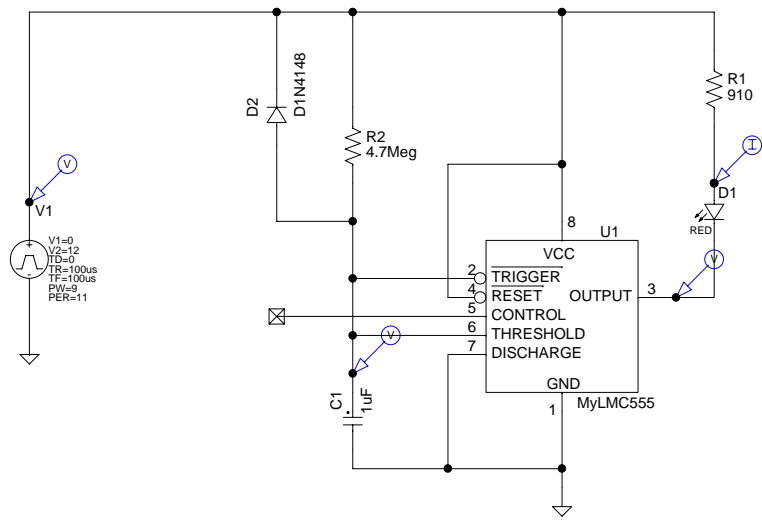 D2
D1N4148
R2
4.7Meg
R1
910
V
I
V1
V1=0
V2=12
TD=0
TR=100us
TF=100us
PW=9
PER=11
+
-
D1
RED
V
8
U1
VCC
2
TRIGGER
4
RESET
OUTPUT
3
5
CONTROL
6
THRESHOLD
7
DISCHARGE
V
GND
1
MyLMC555
C1
1uF